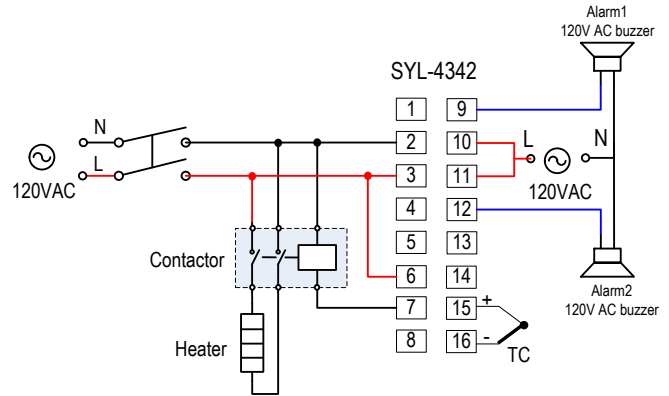 Alarm1
120V AC buzzer
SYL-4342
1 9
N
2 10
L N
L
3 11
120VAC
120VAC
4 12
5 13
Contactor
6 14
Alarm2
120V AC buzzer
7 15 +
Heater
8 16 -
TC